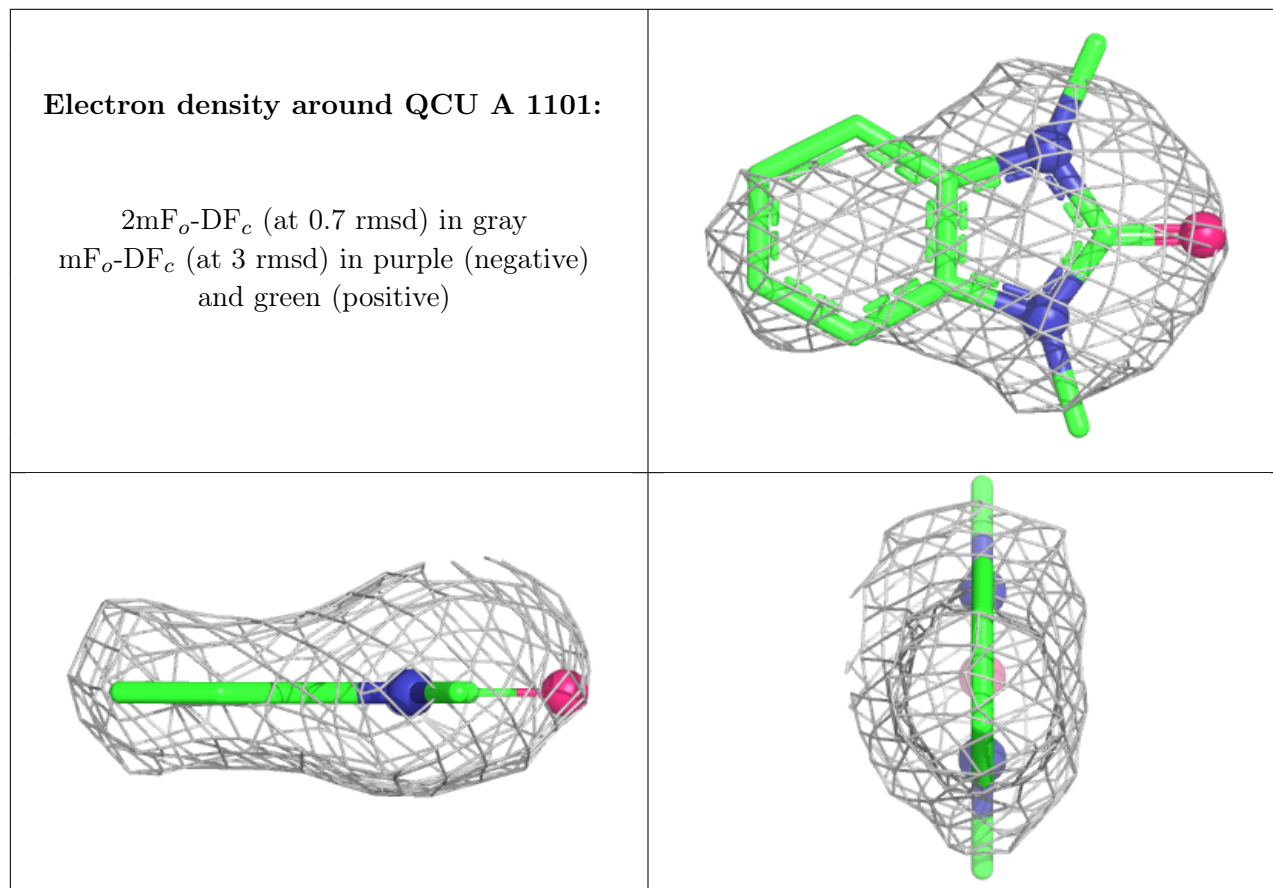 Electron density around QCU A 1101:
2mFo-DFc (at 0.7 rmsd) in gray
mFo-DFc (at 3 rmsd) in purple (negative)
and green (positive)